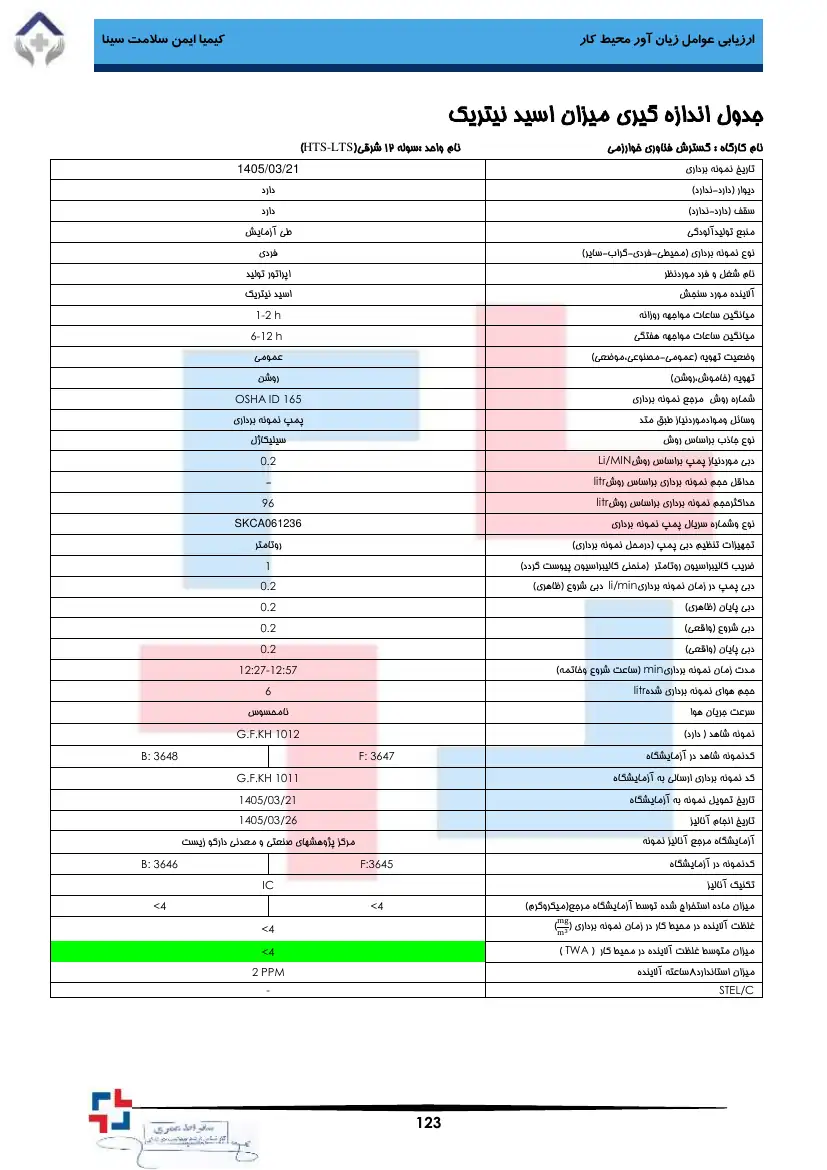 ارزیابی عوامل زیان آور محیط کار کیمیا ایمن سلامت سینا
جدول اندازه گیری میزان اسید نیتریک
نام کارگاه : گسترش فناوری خوارزمی نام واحد :سوله 12 شرقی(HTS-LTS)
تاریخ نمونه برداری 1405/03/21
دیوار (دارد-ندارد) دارد
سقف (دارد-ندارد) دارد
منبع تولیدآلودگی طی آزمایش
نوع نمونه برداری (محیطی-فردی-گراب-سایر) فردی
نام شغل و فرد موردنظر اپراتور تولید
آلاینده مورد سنجش اسید نیتریک
میانگین ساعات مواجهه روزانه 1-2 h
میانگین ساعات مواجهه هفتگی 6-12 h
وضعیت تهویه (عمومی-مصنوعی،موضعی) عمومی
تهویه (خاموش،روشن) روشن
شماره روش مرجع نمونه برداری OSHA ID 165
وسائل وموادموردنیاز طبق متد پمپ نمونه برداری
نوع جاذب براساس روش سیلیکاژل
دبی موردنیاز پمپ براساس روشLi/MIN 0.2
حداقل حجم نمونه برداری براساس روشlitr -
حداکثرحجم نمونه برداری براساس روشlitr 96
نوع وشماره سریال پمپ نمونه برداری SKCA061236
تجهیزات تنظیم دبی پمپ (درمحل نمونه برداری) روتامتر
ضریب کالیبراسیون روتامتر (منحنی کالیبراسیون پیوست گردد) 1
دبی پمپ در زمان نمونه برداریli/min دبی شروع (ظاهری) 0.2
دبی پایان (ظاهری) 0.2
دبی شروع (واقعی) 0.2
دبی پایان (واقعی) 0.2
مدت زمان نمونه برداریmin (ساعت شروع وخاتمه) 12:27-12:57
حجم هوای نمونه برداری شدهlitr 6
سرعت جریان هوا نامحسوس
نمونه شاهد ( دارد) G.F.KH 1012
کدنمونه شاهد در آزمایشگاه F: 3647 B: 3648
کد نمونه برداری ارسالی به آزمایشگاه G.F.KH 1011
تاریخ تحویل نمونه به آزمایشگاه 1405/03/21
تاریخ انجام آنالیز 1405/03/26
آزمایشگاه مرجع آنالیز نمونه مرکز پژوهشهای صنعتی و معدنی دارکو زیست
کدنمونه در آزمایشگاه F:3645 B: 3646
تکنیک آنالیز IC
میزان ماده استخراج شده توسط آزمایشگاه مرجع(میکروگرم) <4 <4
غلظت آلاینده در محیط کار در زمان نمونه برداری (mg/m³) <4
میزان متوسط غلظت آلاینده در محیط کار ( TWA ) <4
میزان استاندارد8ساعته آلاینده 2 PPM
STEL/C -
123